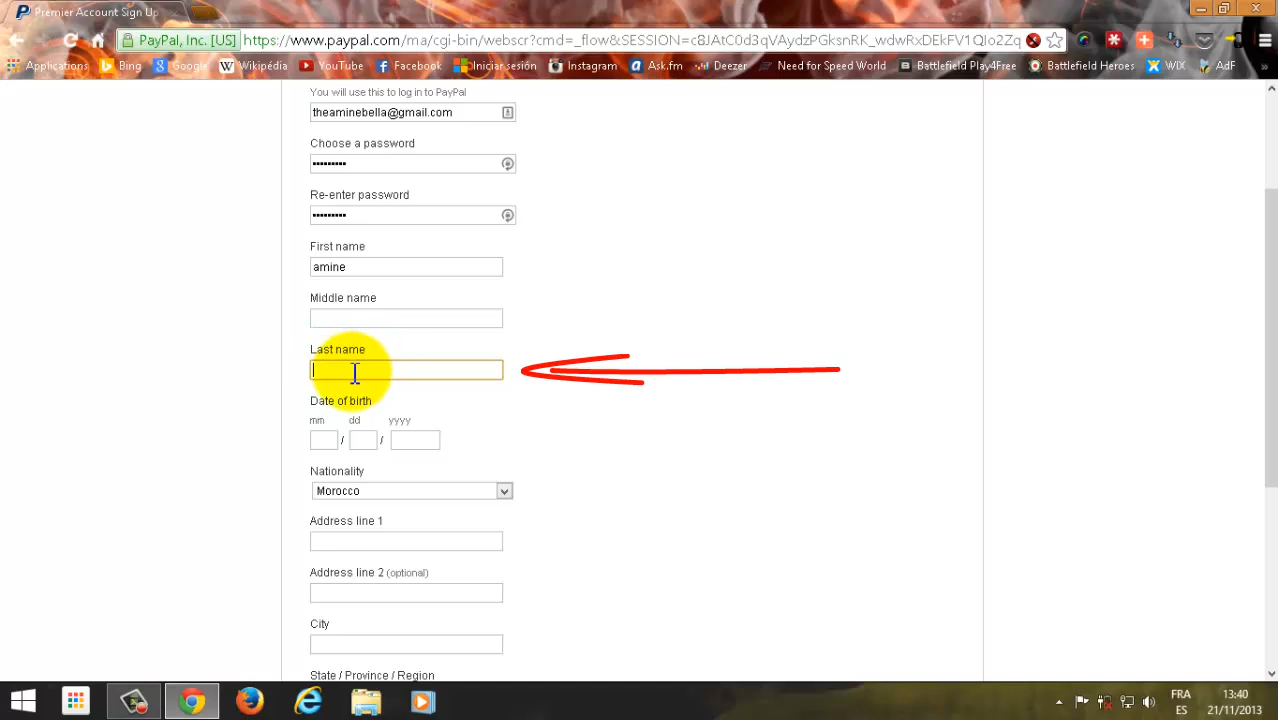 Premier Account Sign Up
PayPal, Inc. [US] https://www.paypal.com/ma/cgi-bin/webscr?cmd=_flow&SESSION=c8JAtC0d3qVAydzPGksnRK_wdwRxDEkFV1QIo2Zq
Applications Bing Google Wikipédia YouTube Facebook Iniciar sesión Instagram Ask.fm Deezer Need for Speed World Battlefield Play4Free Battlefield Heroes WIX AdF »
You will use this to log in to PayPal
theaminebella@gmail.com
Choose a password
•••••••••
Re-enter password
•••••••••
First name
amine
Middle name
Last name
Date of birth
mm dd yyyy
/ /
Nationality
Morocco
Address line 1
Address line 2 (optional)
City
State / Province / Region
FRA 13:40
ES 21/11/2013